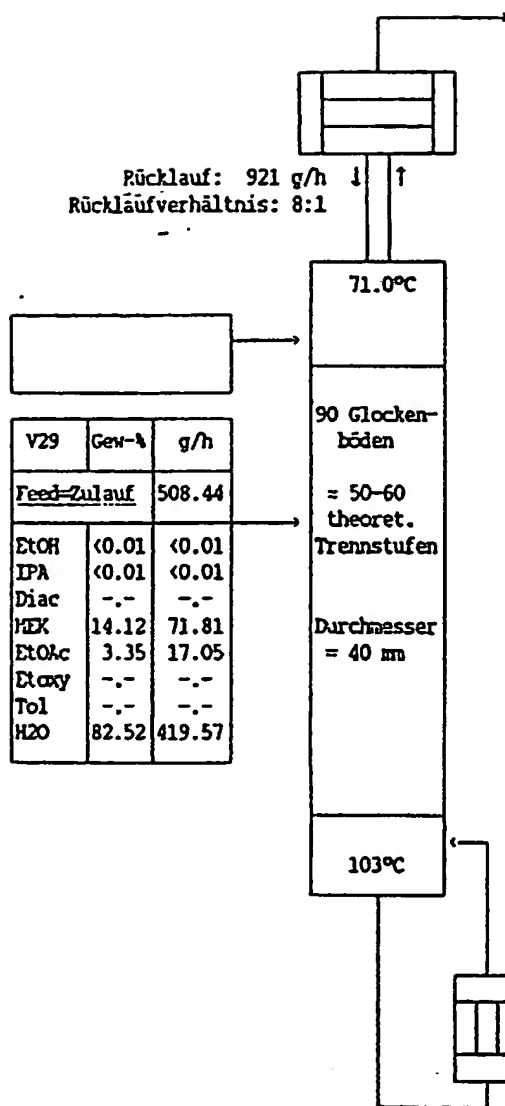 Rücklauf: 921 g/h ↓ ↑
Rücklaufverhältnis: 8:1
71.0°C
V29 Gew-% g/h
Feed=Zulauf 508.44
EtOH <0.01 <0.01
IPA <0.01 <0.01
Diac -.- -.-
MEK 14.12 71.81
EtOAc 3.35 17.05
Etoxy -.- -.-
Tol -.- -.-
H2O 82.52 419.57
90 Glocken-
böden
= 50-60
theoret.
Trennstufen
Durchmesser
= 40 mm
103°C